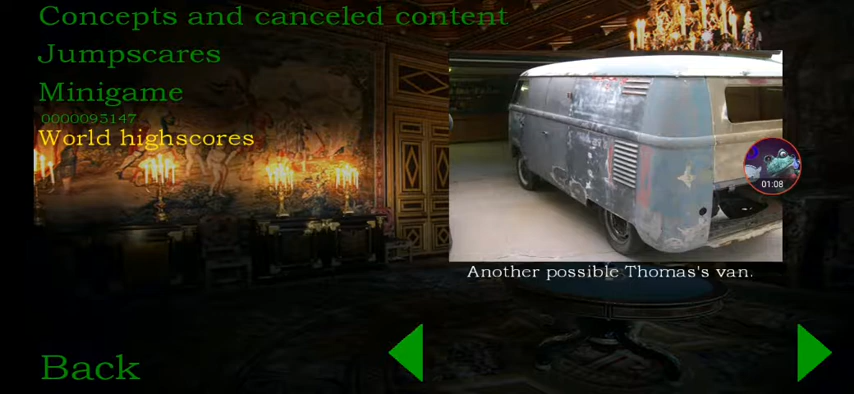 Concepts and canceled content
Jumpscares
Minigame
0000095147
World highscores
01:08
Another possible Thomas's van.
Back